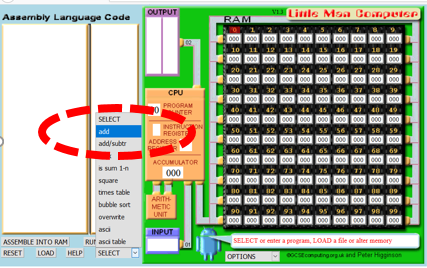 Assembly Language Code
OUTPUT
02
V1.3
Little Man Computer
RAM
0 1 2 3 4 5 6 7 8 9
000 000 000 000 000 000 000 000 000 000
10 11 12 13 14 15 16 17 18 19
000 000 000 000 000 000 000 000 000 000
20 21 22 23 24 25 26 27 28 29
000 000 000 000 000 000 000 000 000 000
30 31 32 33 34 35 36 37 38 39
000 000 000 000 000 000 000 000 000 000
40 41 42 43 44 45 46 47 48 49
000 000 000 000 000 000 000 000 000 000
50 51 52 53 54 55 56 57 58 59
000 000 000 000 000 000 000 000 000 000
60 61 62 63 64 65 66 67 68 69
000 000 000 000 000 000 000 000 000 000
70 71 72 73 74 75 76 77 78 79
000 000 000 000 000 000 000 000 000 000
80 81 82 83 84 85 86 87 88 89
000 000 000 000 000 000 000 000 000 000
90 91 92 93 94 95 96 97 98 99
000 000 000 000 000 000 000 000 000 000
CPU
PROGRAM
INSTRUCTION
REGISTER
ADDRESS
ACCUMULATOR
000
ARITH-
METIC
UNIT
INPUT
01
SELECT
add
add/subtr
is sum 1-n
square
times table
bubble sort
overwrite
ascii
ascii table
ASSEMBLE INTO RAM
RUN
RESET
LOAD
HELP
SELECT
SELECT or enter a program, LOAD a file or alter memory
OPTIONS
©GCSEcomputing.org.uk and Peter Higginson